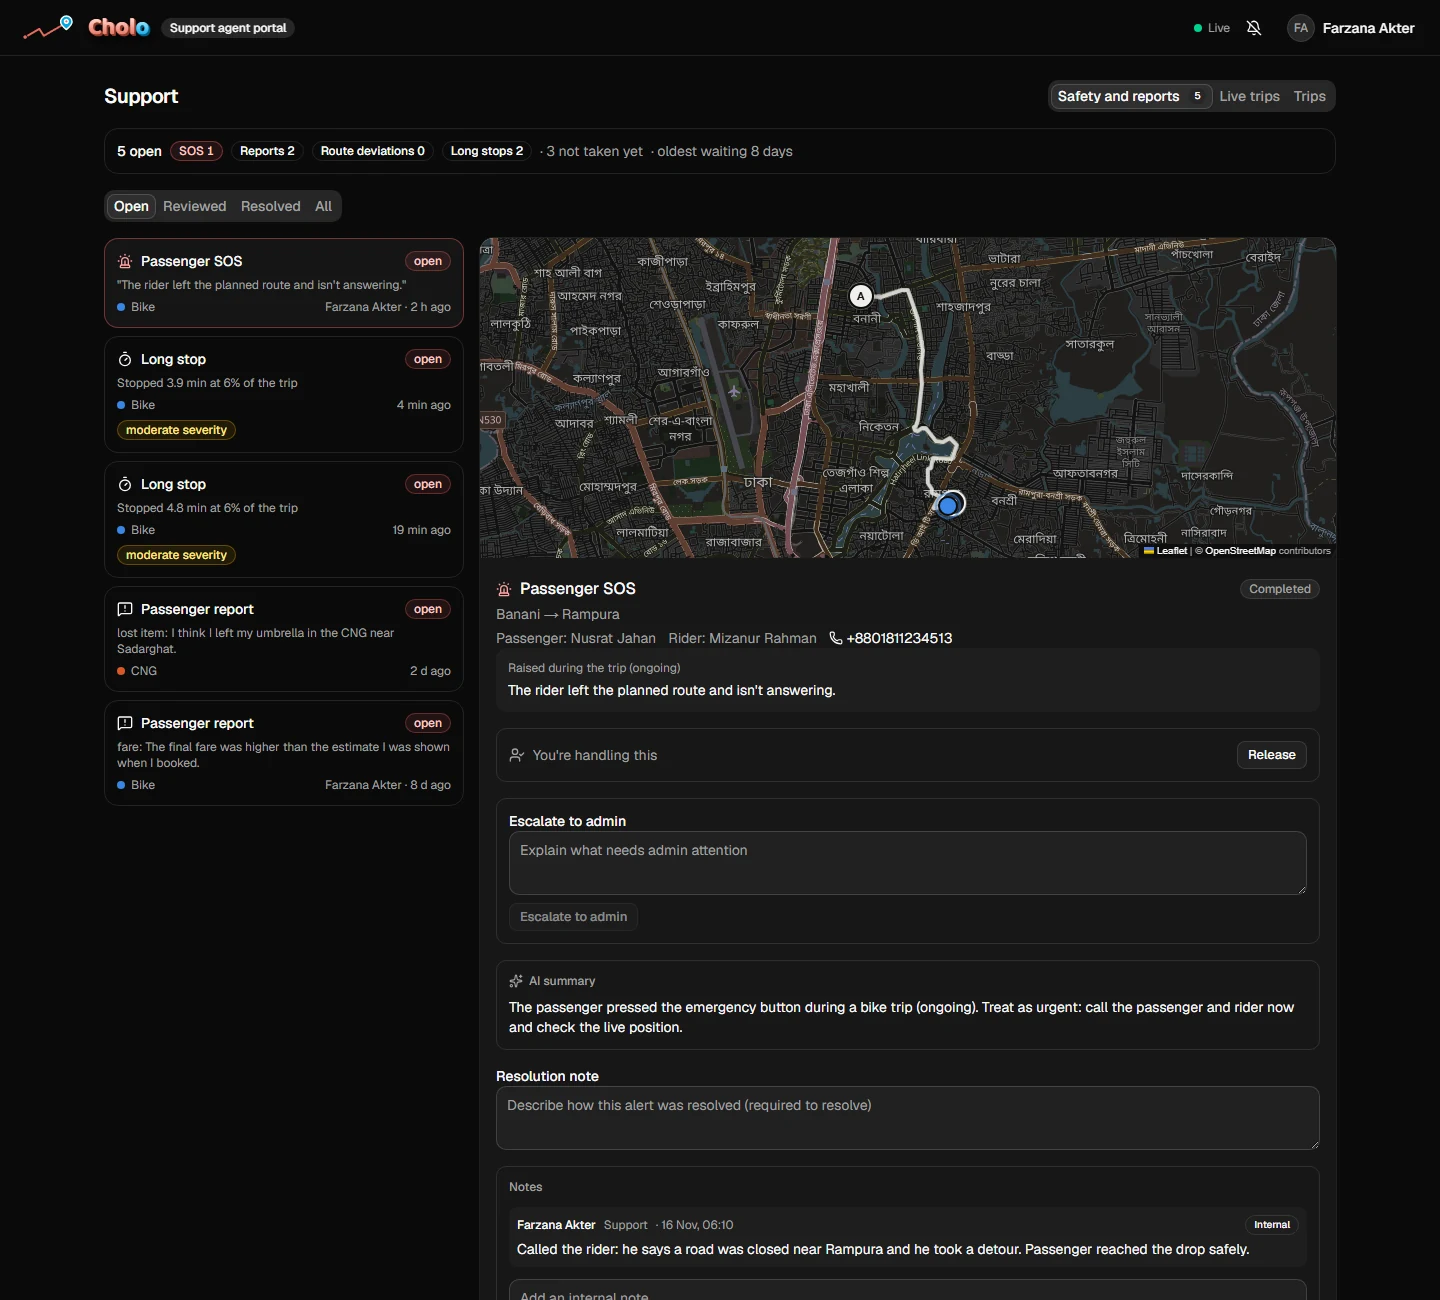 Cholo
Support agent portal
Live
FA
Farzana Akter
Support
Safety and reports 5
Live trips
Trips
5 open
SOS 1
Reports 2
Route deviations 0
Long stops 2
· 3 not taken yet
· oldest waiting 8 days
Open
Reviewed
Resolved
All
Passenger SOS
open
"The rider left the planned route and isn't answering."
Bike
Farzana Akter · 2 h ago
Long stop
open
Stopped 3.9 min at 6% of the trip
Bike
4 min ago
moderate severity
Long stop
open
Stopped 4.8 min at 6% of the trip
Bike
19 min ago
moderate severity
Passenger report
open
lost item: I think I left my umbrella in the CNG near
Sadarghat.
CNG
2 d ago
Passenger report
open
fare: The final fare was higher than the estimate I was shown
when I booked.
Bike
Farzana Akter · 8 d ago
কাজীপাড়া
শাহ আলী বাগ
ইব্রাহিমপুর
আহমেদ নগর
শেওড়াপাড়া
লালকুঠি
পাইকপাড়া
কাফরুল
A
বনানী
ভাটারা
নুরের চালা
পাঁচখোলা
বেরাইদ
শাহজাদপুর
সাতারকুল
বাড্ডা
আগারগাঁও
কল্যাণপুর
মহাখালী
N530
আদাবর
শ্যামলী
শের-এ-বাংলা
নগর
নিকেতন
জহুরুল
ইসলাম
সিটি
মোহাম্মদপুর
ঢাকা
তেজগাঁও শিল্প
এলাকা
আফতাবনগর
দাসেরকান্দি
বনশ্রী
গৌড়নগর
লালমাটিয়া
রাজাবাজার
নয়াটোলা
মেরাদিয়া
ত্রিমোহনী
নাসিরাবাদ
Leaflet | © OpenStreetMap contributors
Passenger SOS
Completed
Banani → Rampura
Passenger: Nusrat Jahan
Rider: Mizanur Rahman
+8801811234513
Raised during the trip (ongoing)
The rider left the planned route and isn't answering.
You're handling this
Release
Escalate to admin
Explain what needs admin attention
Escalate to admin
AI summary
The passenger pressed the emergency button during a bike trip (ongoing). Treat as urgent: call the passenger and rider now
and check the live position.
Resolution note
Describe how this alert was resolved (required to resolve)
Notes
Farzana Akter
Support
· 16 Nov, 06:10
Internal
Called the rider: he says a road was closed near Rampura and he took a detour. Passenger reached the drop safely.
Add an internal note